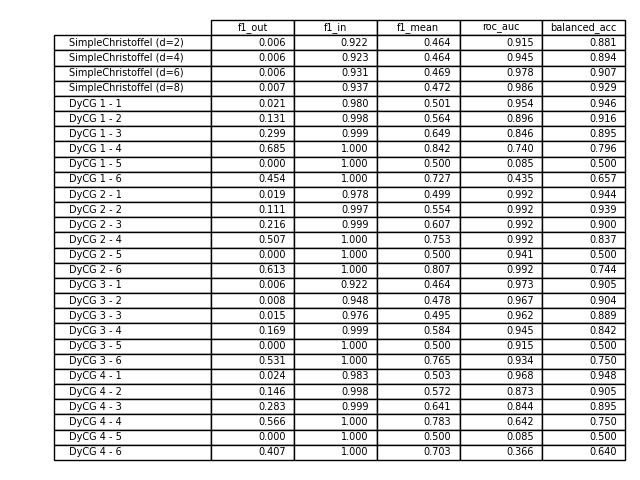 f1_out f1_in f1_mean roc_auc balanced_acc
SimpleChristoffel (d=2) 0.006 0.922 0.464 0.915 0.881
SimpleChristoffel (d=4) 0.006 0.923 0.464 0.945 0.894
SimpleChristoffel (d=6) 0.006 0.931 0.469 0.978 0.907
SimpleChristoffel (d=8) 0.007 0.937 0.472 0.986 0.929
DyCG 1 - 1 0.021 0.980 0.501 0.954 0.946
DyCG 1 - 2 0.131 0.998 0.564 0.896 0.916
DyCG 1 - 3 0.299 0.999 0.649 0.846 0.895
DyCG 1 - 4 0.685 1.000 0.842 0.740 0.796
DyCG 1 - 5 0.000 1.000 0.500 0.085 0.500
DyCG 1 - 6 0.454 1.000 0.727 0.435 0.657
DyCG 2 - 1 0.019 0.978 0.499 0.992 0.944
DyCG 2 - 2 0.111 0.997 0.554 0.992 0.939
DyCG 2 - 3 0.216 0.999 0.607 0.992 0.900
DyCG 2 - 4 0.507 1.000 0.753 0.992 0.837
DyCG 2 - 5 0.000 1.000 0.500 0.941 0.500
DyCG 2 - 6 0.613 1.000 0.807 0.992 0.744
DyCG 3 - 1 0.006 0.922 0.464 0.973 0.905
DyCG 3 - 2 0.008 0.948 0.478 0.967 0.904
DyCG 3 - 3 0.015 0.976 0.495 0.962 0.889
DyCG 3 - 4 0.169 0.999 0.584 0.945 0.842
DyCG 3 - 5 0.000 1.000 0.500 0.915 0.500
DyCG 3 - 6 0.531 1.000 0.765 0.934 0.750
DyCG 4 - 1 0.024 0.983 0.503 0.968 0.948
DyCG 4 - 2 0.146 0.998 0.572 0.873 0.905
DyCG 4 - 3 0.283 0.999 0.641 0.844 0.895
DyCG 4 - 4 0.566 1.000 0.783 0.642 0.750
DyCG 4 - 5 0.000 1.000 0.500 0.085 0.500
DyCG 4 - 6 0.407 1.000 0.703 0.366 0.640